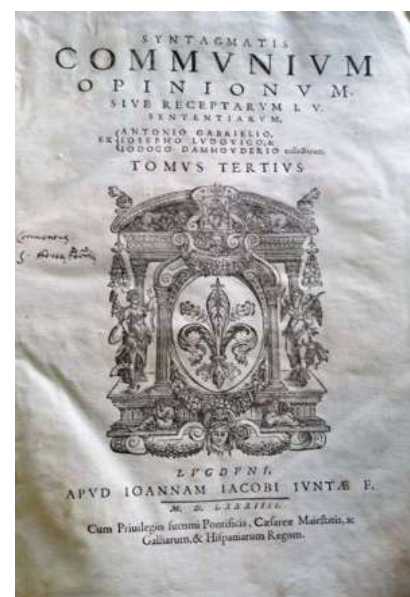 SYNTAGMATIS
COMMVNIVM
OPINIONVM,
SIVE RECEPTARVM I. V.
SENTENTIARVM,
ANTONIO GABRIELIO,
EX IOSEPHO LVDOVICO, &
IODOCO DAMHOVDERIO collectarum.
TOMVS TERTIVS
LVGDVNI,
APVD IOANNAM IACOBI IVNTÆ F.
M. D. LXXXIIII.
Cum Priuilegiis summi Pontificis, Cæsareæ Maiestatis, ac
Galliarum, & Hispaniarum Regum.